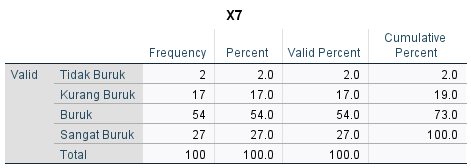 X7
Frequency Percent Valid Percent Cumulative Percent
Valid Tidak Buruk 2 2.0 2.0 2.0
Kurang Buruk 17 17.0 17.0 19.0
Buruk 54 54.0 54.0 73.0
Sangat Buruk 27 27.0 27.0 100.0
Total 100 100.0 100.0